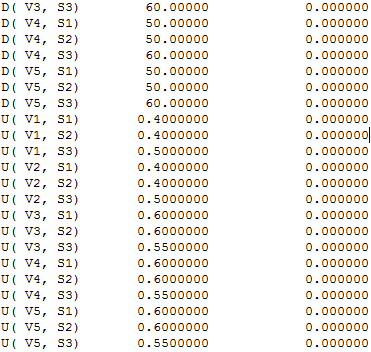 D( V3, S3) 60.00000 0.000000
D( V4, S1) 50.00000 0.000000
D( V4, S2) 50.00000 0.000000
D( V4, S3) 60.00000 0.000000
D( V5, S1) 50.00000 0.000000
D( V5, S2) 50.00000 0.000000
D( V5, S3) 60.00000 0.000000
U( V1, S1) 0.4000000 0.000000
U( V1, S2) 0.4000000 0.000000
U( V1, S3) 0.5000000 0.000000
U( V2, S1) 0.4000000 0.000000
U( V2, S2) 0.4000000 0.000000
U( V2, S3) 0.5000000 0.000000
U( V3, S1) 0.6000000 0.000000
U( V3, S2) 0.6000000 0.000000
U( V3, S3) 0.5500000 0.000000
U( V4, S1) 0.6000000 0.000000
U( V4, S2) 0.6000000 0.000000
U( V4, S3) 0.5500000 0.000000
U( V5, S1) 0.6000000 0.000000
U( V5, S2) 0.6000000 0.000000
U( V5, S3) 0.5500000 0.000000